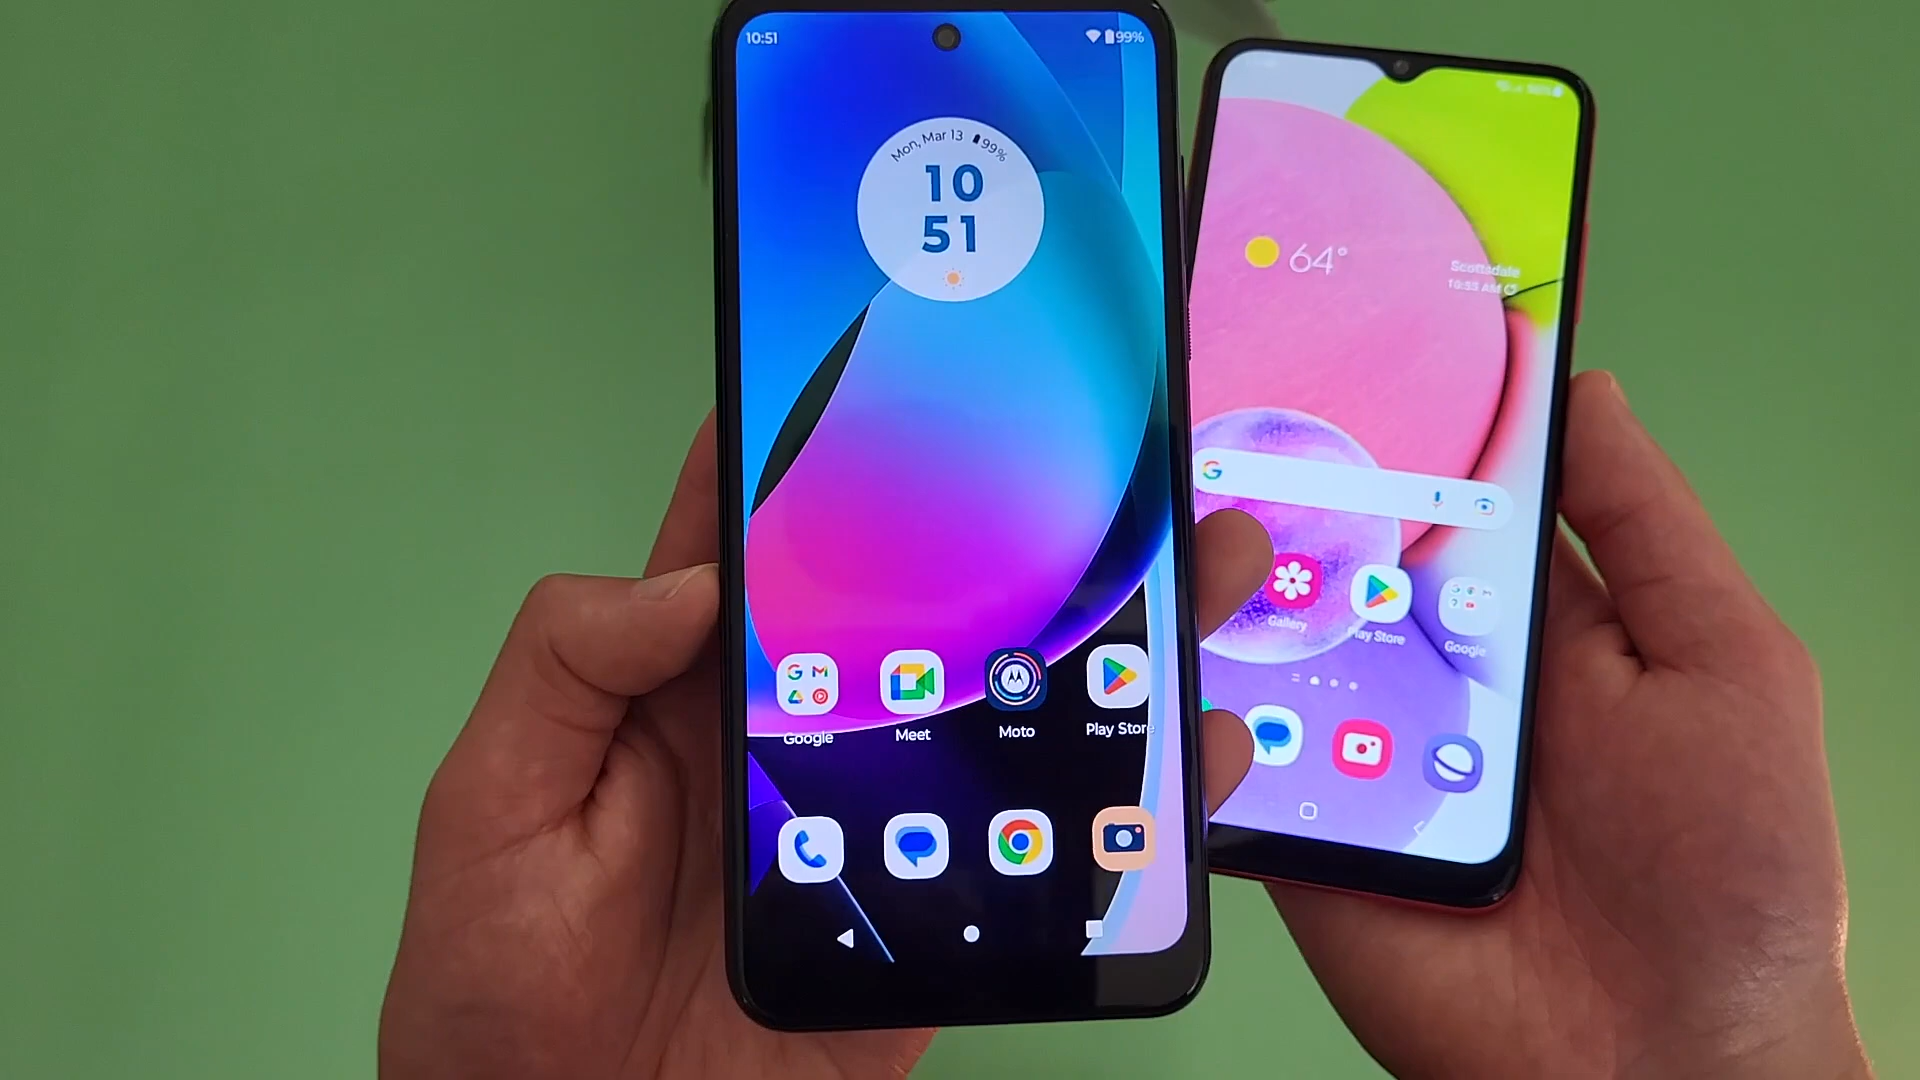 10:51
99%
Mon, Mar 13 99%
10
51
Google
Meet
Moto
Play Store
64°
Scottsdale
Gallery
Play Store
Google